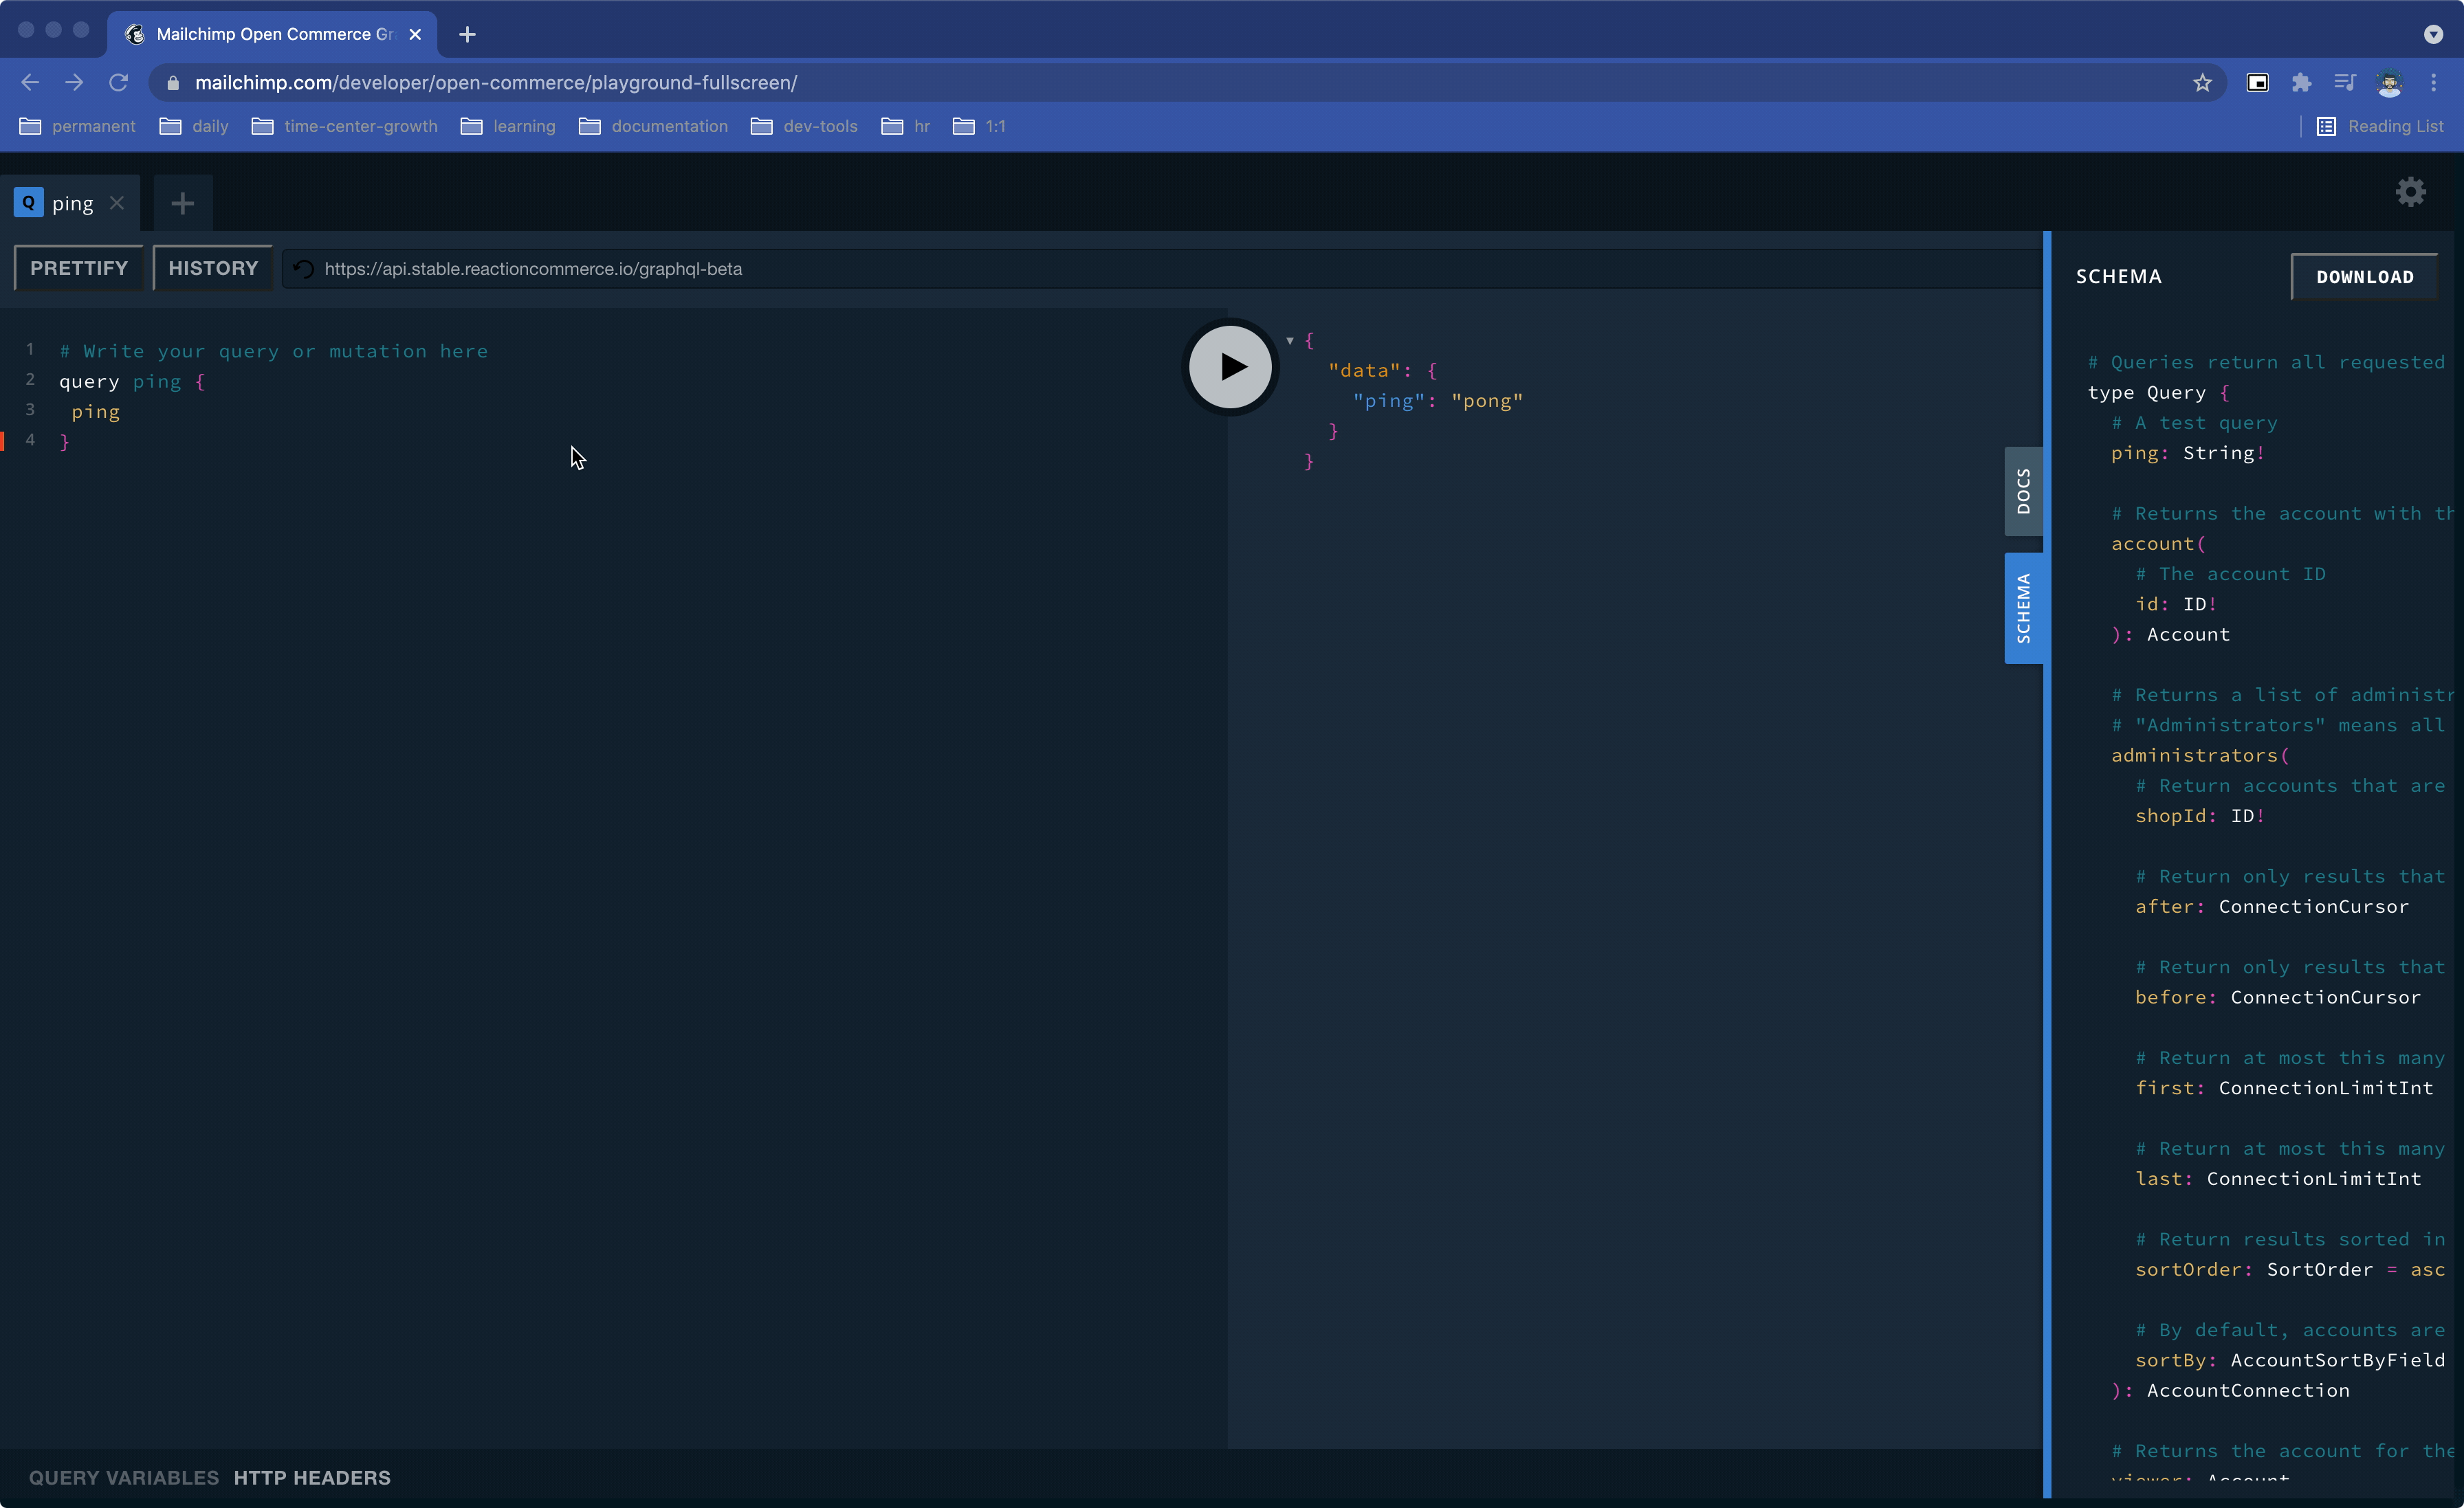 Mailchimp Open Commerce Gr
mailchimp.com/developer/open-commerce/playground-fullscreen/
permanent daily time-center-growth learning documentation dev-tools hr 1:1 Reading List
Q ping
PRETTIFY HISTORY https://api.stable.reactioncommerce.io/graphql-beta
1 # Write your query or mutation here
2 query ping {
3 ping
4 }
{
"data": {
"ping": "pong"
}
}
DOCS
SCHEMA
SCHEMA DOWNLOAD
# Queries return all requested
type Query {
# A test query
ping: String!
# Returns the account with th
account(
# The account ID
id: ID!
): Account
# Returns a list of administr
# "Administrators" means all
administrators(
# Return accounts that are
shopId: ID!
# Return only results that
after: ConnectionCursor
# Return only results that
before: ConnectionCursor
# Return at most this many
first: ConnectionLimitInt
# Return at most this many
last: ConnectionLimitInt
# Return results sorted in
sortOrder: SortOrder = asc
# By default, accounts are
sortBy: AccountSortByField
): AccountConnection
# Returns the account for the
viewer: Account
QUERY VARIABLES HTTP HEADERS